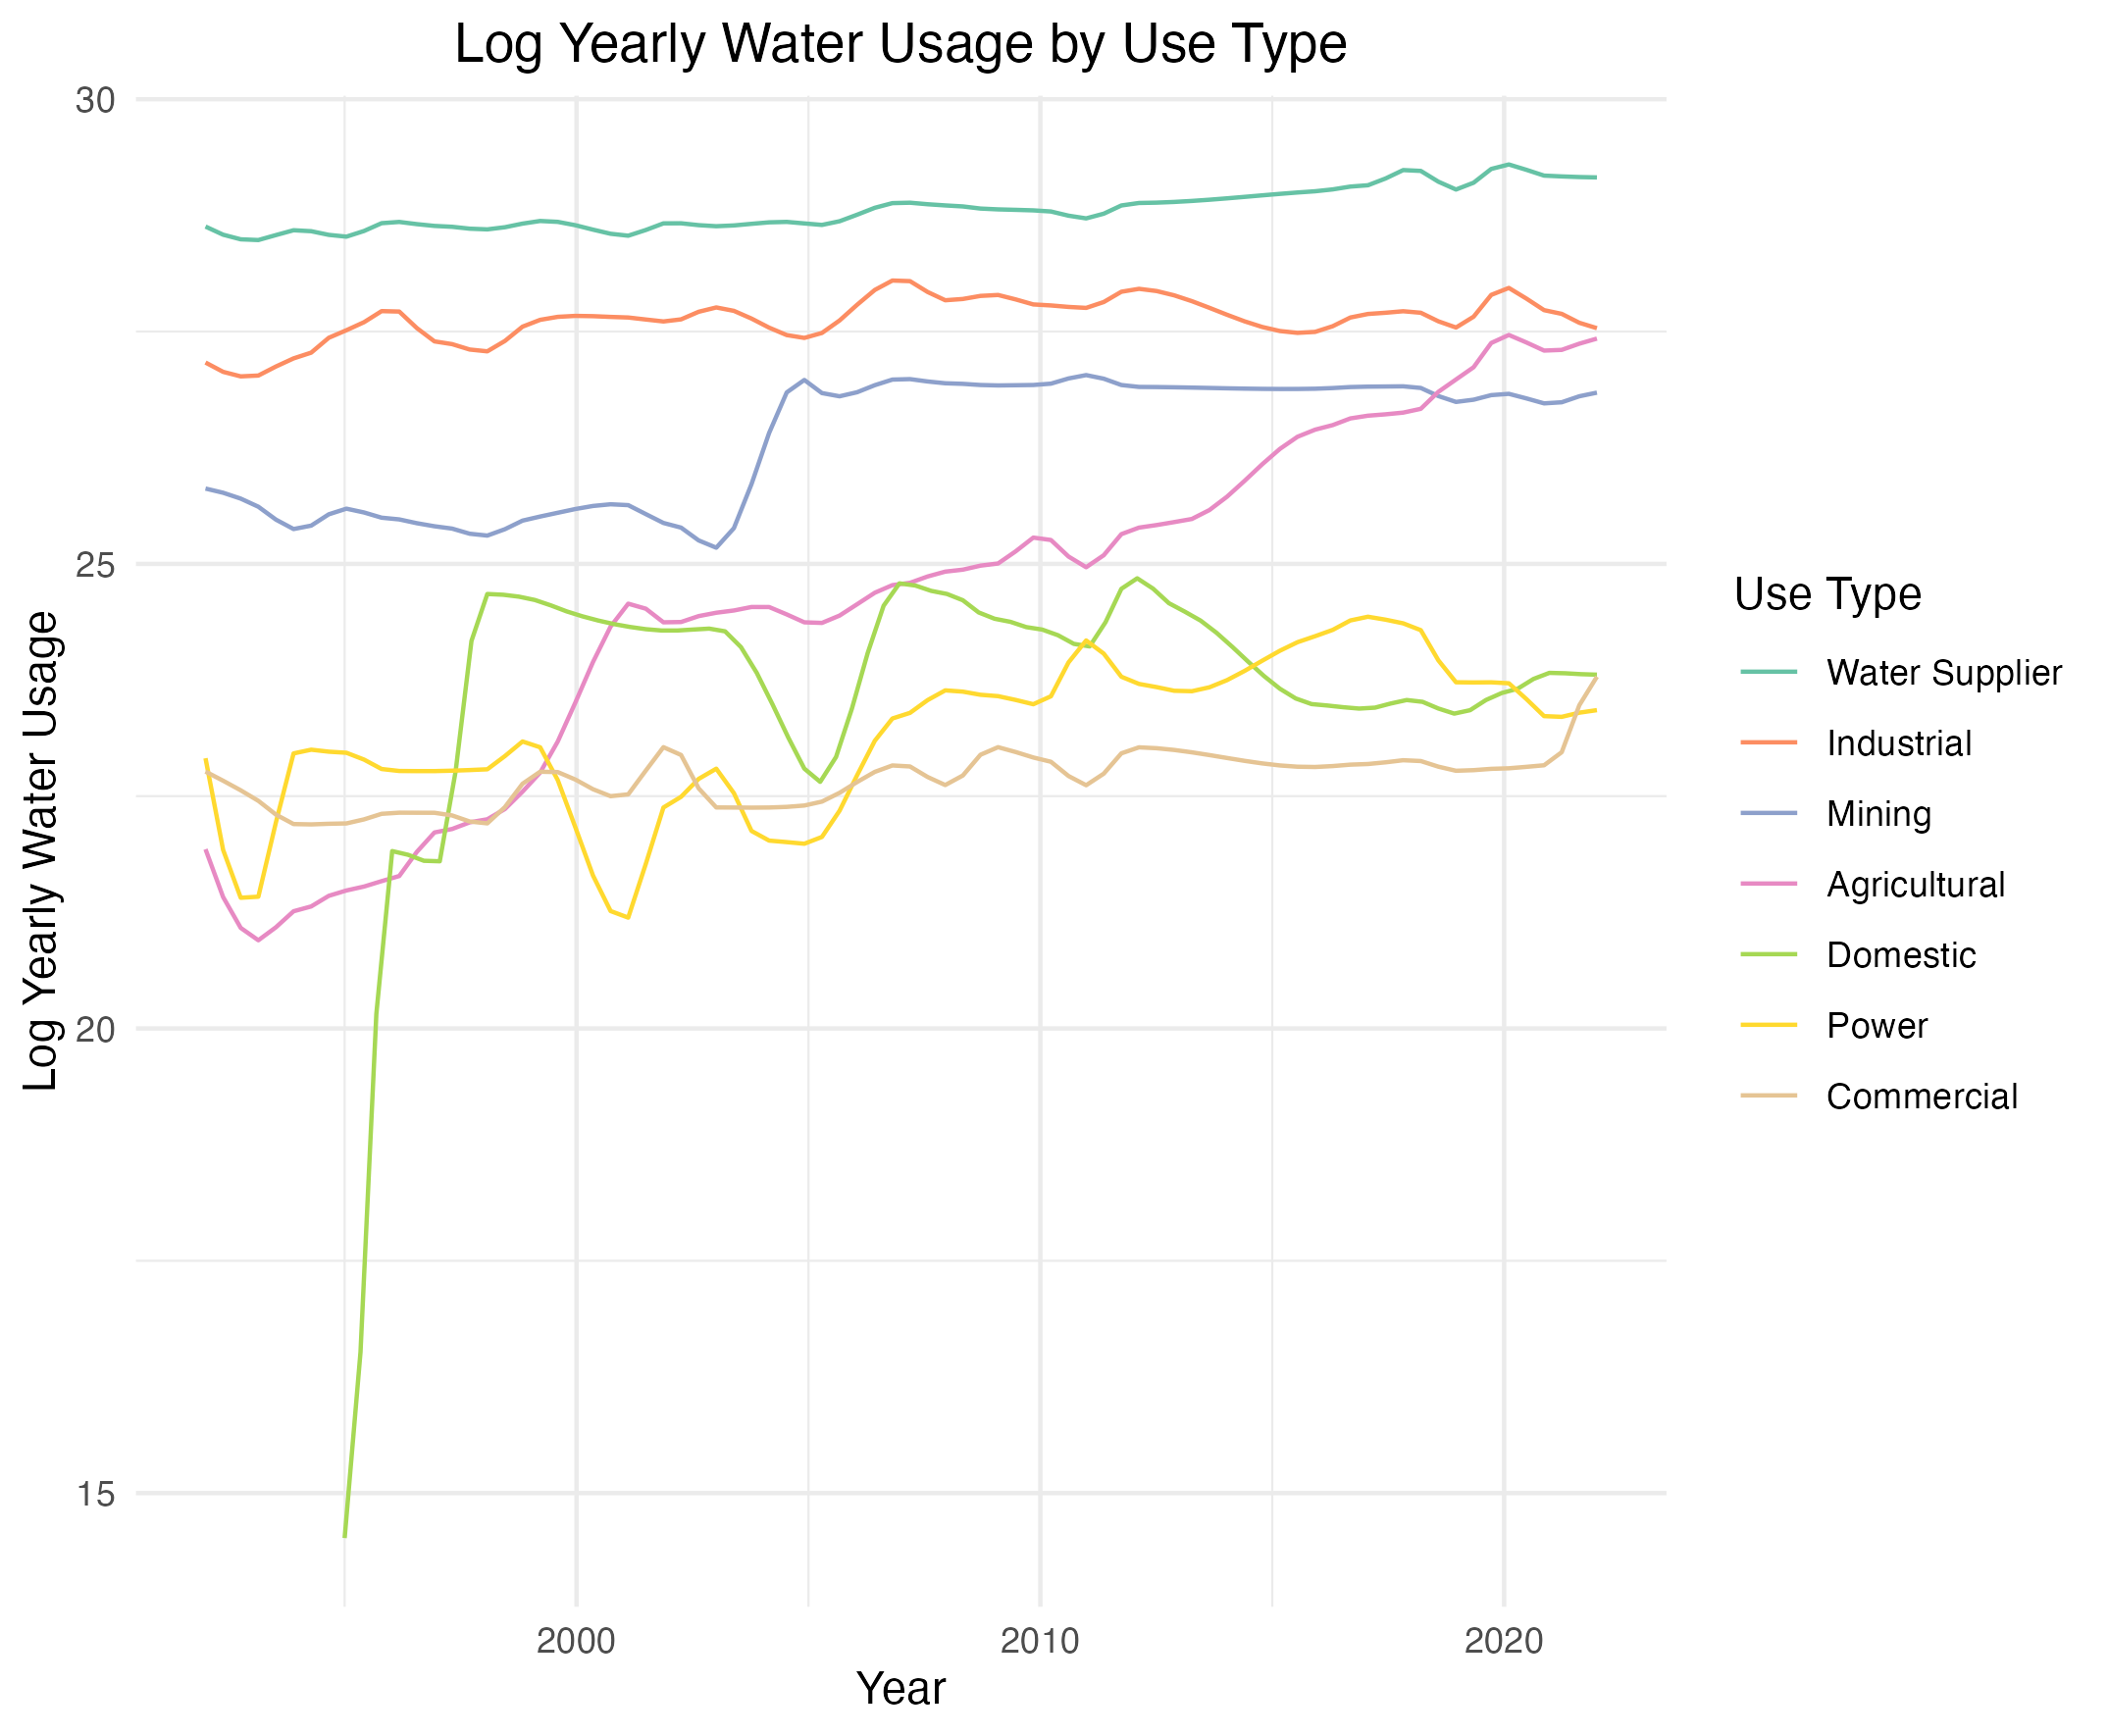 Log Yearly Water Usage by Use Type
Log Yearly Water Usage
30
25
20
15
2000
2010
2020
Year
Use Type
Water Supplier
Industrial
Mining
Agricultural
Domestic
Power
Commercial